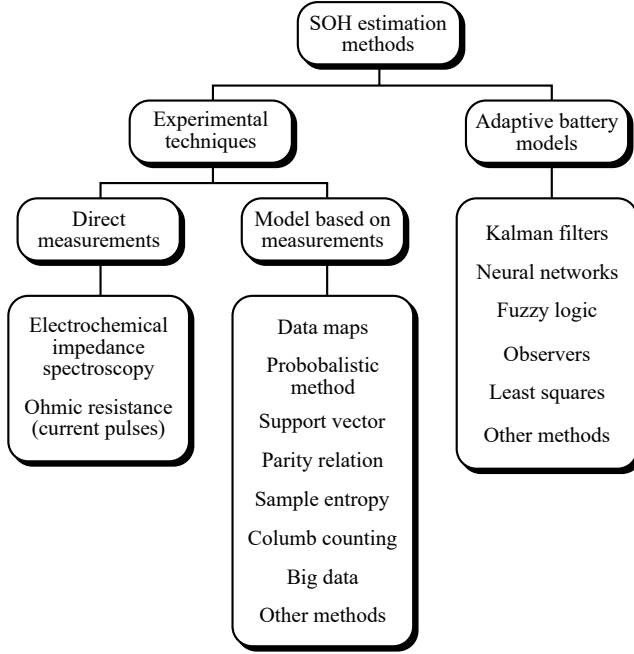 SOH estimation
methods
Experimental
techniques
Adaptive battery
models
Direct
measurements
Model based on
measurements
Electrochemical
impedance
spectroscopy
Ohmic resistance
(current pulses)
Data maps
Probobalistic
method
Support vector
Parity relation
Sample entropy
Columb counting
Big data
Other methods
Kalman filters
Neural networks
Fuzzy logic
Observers
Least squares
Other methods